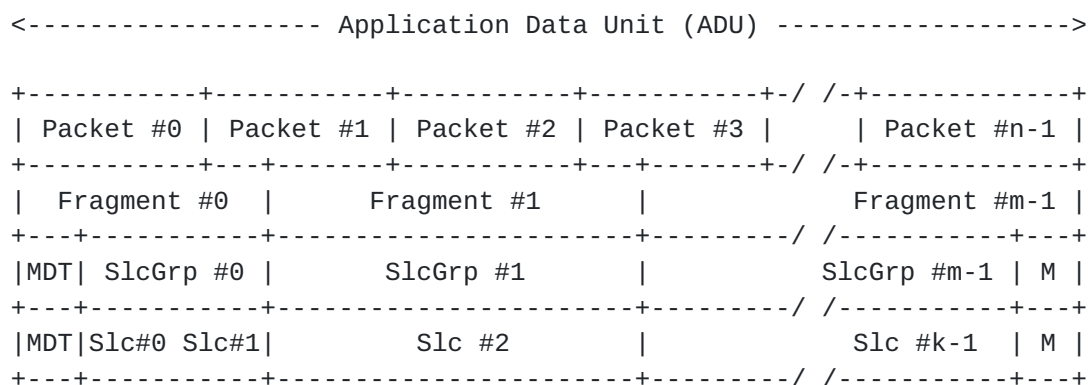 <------------------ Application Data Unit (ADU) ------------------>
+-----------+-----------+-----------+-----------+-/ /-+------------+
| Packet #0 | Packet #1 | Packet #2 | Packet #3 |     | Packet #n-1 |
+-----------+---+-------+-----------+---+-------+-/ /-+------------+
|  Fragment #0  |      Fragment #1      |             Fragment #m-1 |
+---+-----------+-----------------------+---------/ /-----------+---+
|MDT| SlcGrp #0 |       SlcGrp #1       |           SlcGrp #m-1 | M |
+---+-----------+-----------------------+---------/ /-----------+---+
|MDT|Slc#0 Slc#1|         Slc #2        |             Slc #k-1  | M |
+---+-----------+-----------------------+---------/ /-----------+---+